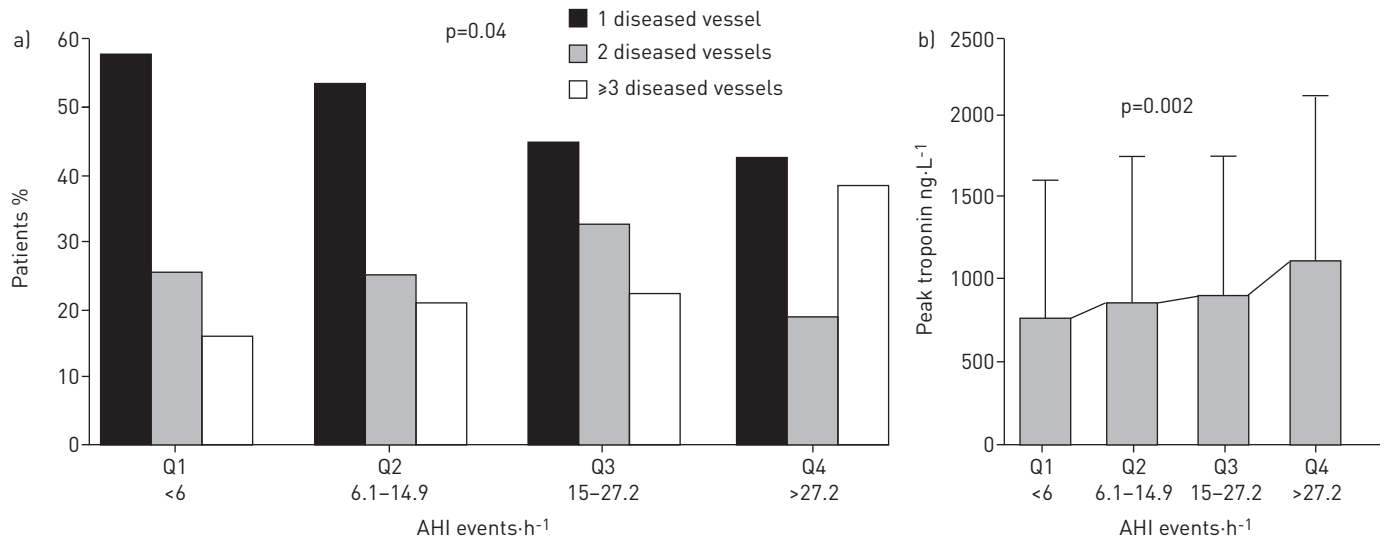 a)
p=0.04
1 diseased vessel
2 diseased vessels
≥3 diseased vessels
Patients %
60
50
40
30
20
10
0
Q1 Q2 Q3 Q4
<6 6.1–14.9 15–27.2 >27.2
AHI events·h-1
b)
p=0.002
Peak troponin ng·L-1
2500
2000
1500
1000
500
0
Q1 Q2 Q3 Q4
<6 6.1–14.9 15–27.2 >27.2
AHI events·h-1